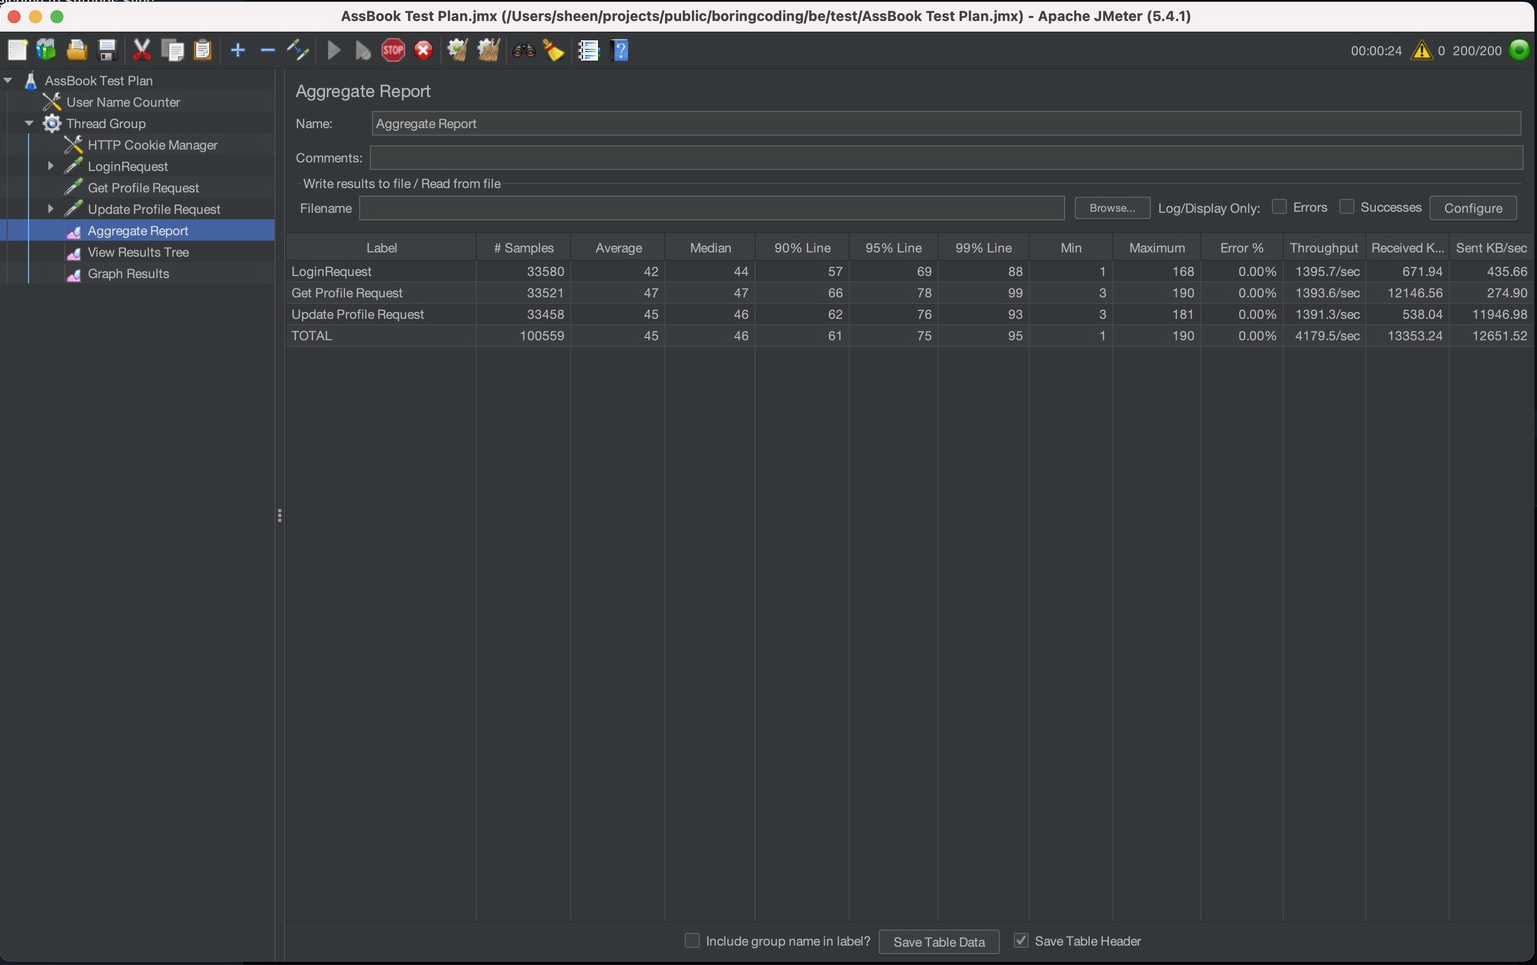 AssBook Test Plan.jmx (/Users/sheen/projects/public/boringcoding/be/test/AssBook Test Plan.jmx) - Apache JMeter (5.4.1)
STOP ? 00:00:24 0 200/200
AssBook Test Plan
User Name Counter
Thread Group
HTTP Cookie Manager
LoginRequest
Get Profile Request
Update Profile Request
Aggregate Report
View Results Tree
Graph Results
Aggregate Report
Name: Aggregate Report
Comments:
Write results to file / Read from file
Filename Browse... Log/Display Only: Errors Successes Configure
Label # Samples Average Median 90% Line 95% Line 99% Line Min Maximum Error % Throughput Received K... Sent KB/sec
LoginRequest 33580 42 44 57 69 88 1 168 0.00% 1395.7/sec 671.94 435.66
Get Profile Request 33521 47 47 66 78 99 3 190 0.00% 1393.6/sec 12146.56 274.90
Update Profile Request 33458 45 46 62 76 93 3 181 0.00% 1391.3/sec 538.04 11946.98
TOTAL 100559 45 46 61 75 95 1 190 0.00% 4179.5/sec 13353.24 12651.52
Include group name in label? Save Table Data Save Table Header